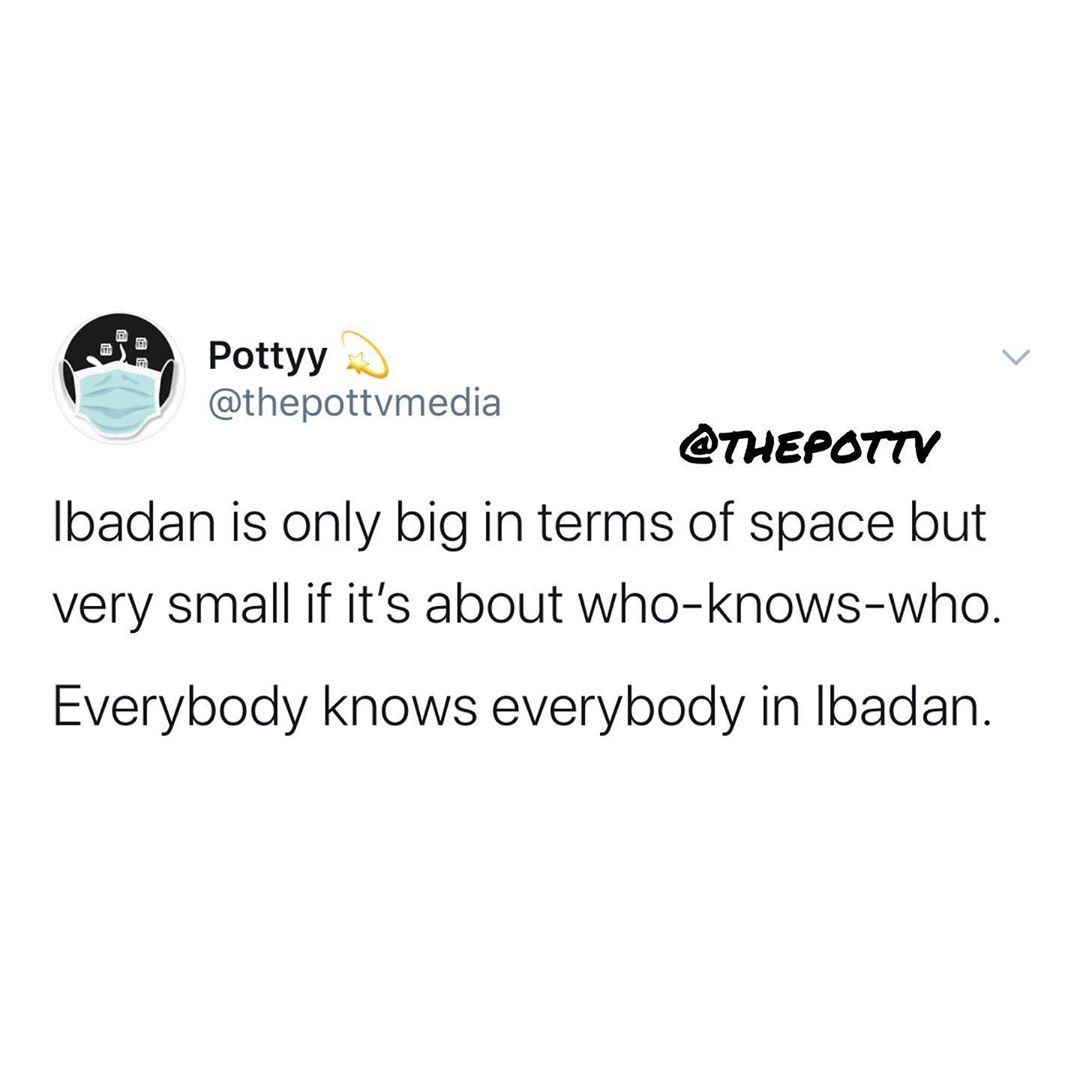 Pottyy 💫
@thepottvmedia
@THEPOTTV
Ibadan is only big in terms of space but
very small if it's about who-knows-who.
Everybody knows everybody in Ibadan.